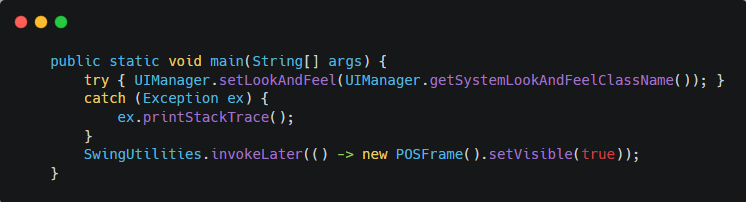 public static void main(String[] args) {
    try { UIManager.setLookAndFeel(UIManager.getSystemLookAndFeelClassName()); }
    catch (Exception ex) {
        ex.printStackTrace();
    }
    SwingUtilities.invokeLater(() -> new POSFrame().setVisible(true));
}